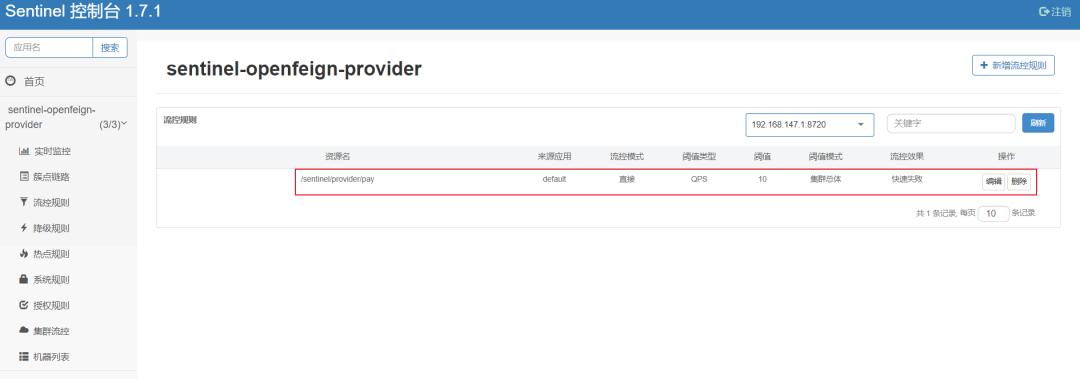 Sentinel 控制台 1.7.1
注销
应用名
搜索
首页
sentinel-openfeign-
provider
(3/3)
实时监控
簇点链路
流控规则
降级规则
热点规则
系统规则
授权规则
集群流控
机器列表
sentinel-openfeign-provider
+ 新增流控规则
流控规则
192.168.147.1:8720
关键字
刷新
资源名 来源应用 流控模式 阈值类型 阈值 阈值模式 流控效果 操作
/sentinel/provider/pay default 直接 QPS 10 集群总体 快速失败 编辑 删除
共 1 条记录, 每页 10 条记录